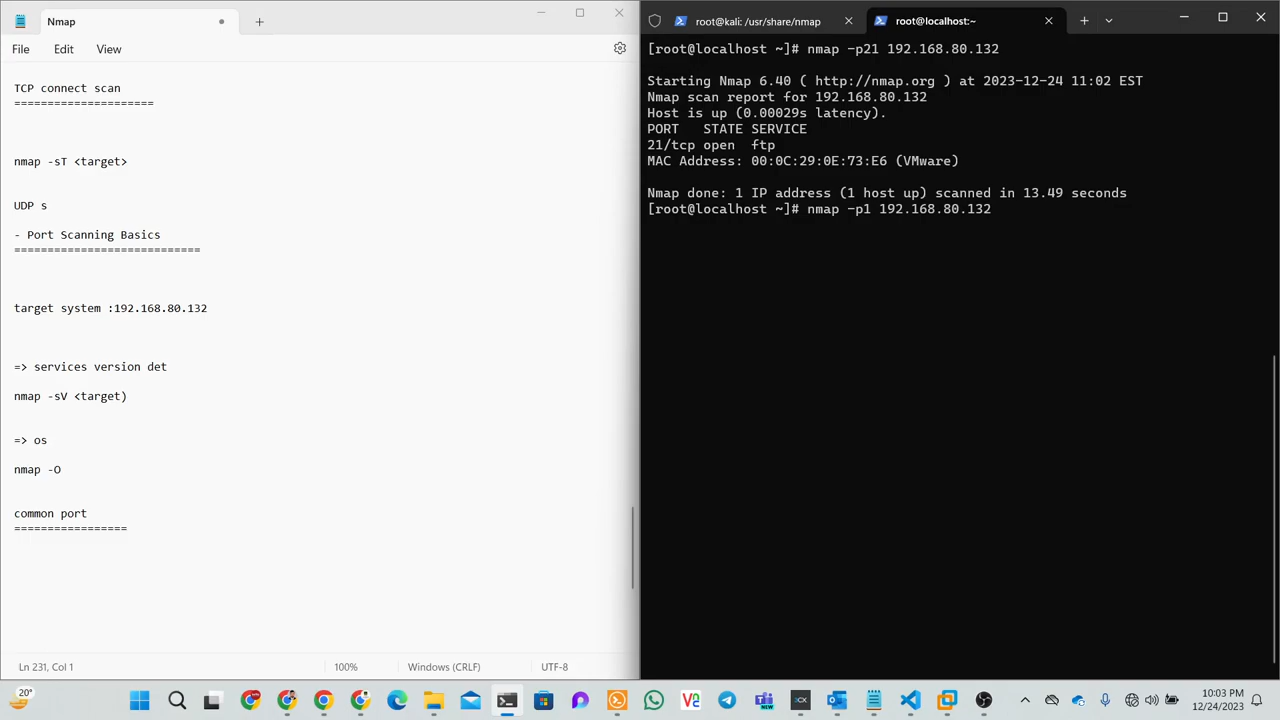 Nmap
File Edit View
TCP connect scan
=====================
nmap -sT <target>
UDP s
- Port Scanning Basics
============================
target system :192.168.80.132
=> services version det
nmap -sV <target)
=> os
nmap -O
common port
=================
Ln 231, Col 1 100% Windows (CRLF) UTF-8
root@kali: /usr/share/nmap root@localhost:~
[root@localhost ~]# nmap -p21 192.168.80.132
Starting Nmap 6.40 ( http://nmap.org ) at 2023-12-24 11:02 EST
Nmap scan report for 192.168.80.132
Host is up (0.00029s latency).
PORT   STATE SERVICE
21/tcp open  ftp
MAC Address: 00:0C:29:0E:73:E6 (VMware)
Nmap done: 1 IP address (1 host up) scanned in 13.49 seconds
[root@localhost ~]# nmap -p1 192.168.80.132
20°
10:03 PM
12/24/2023